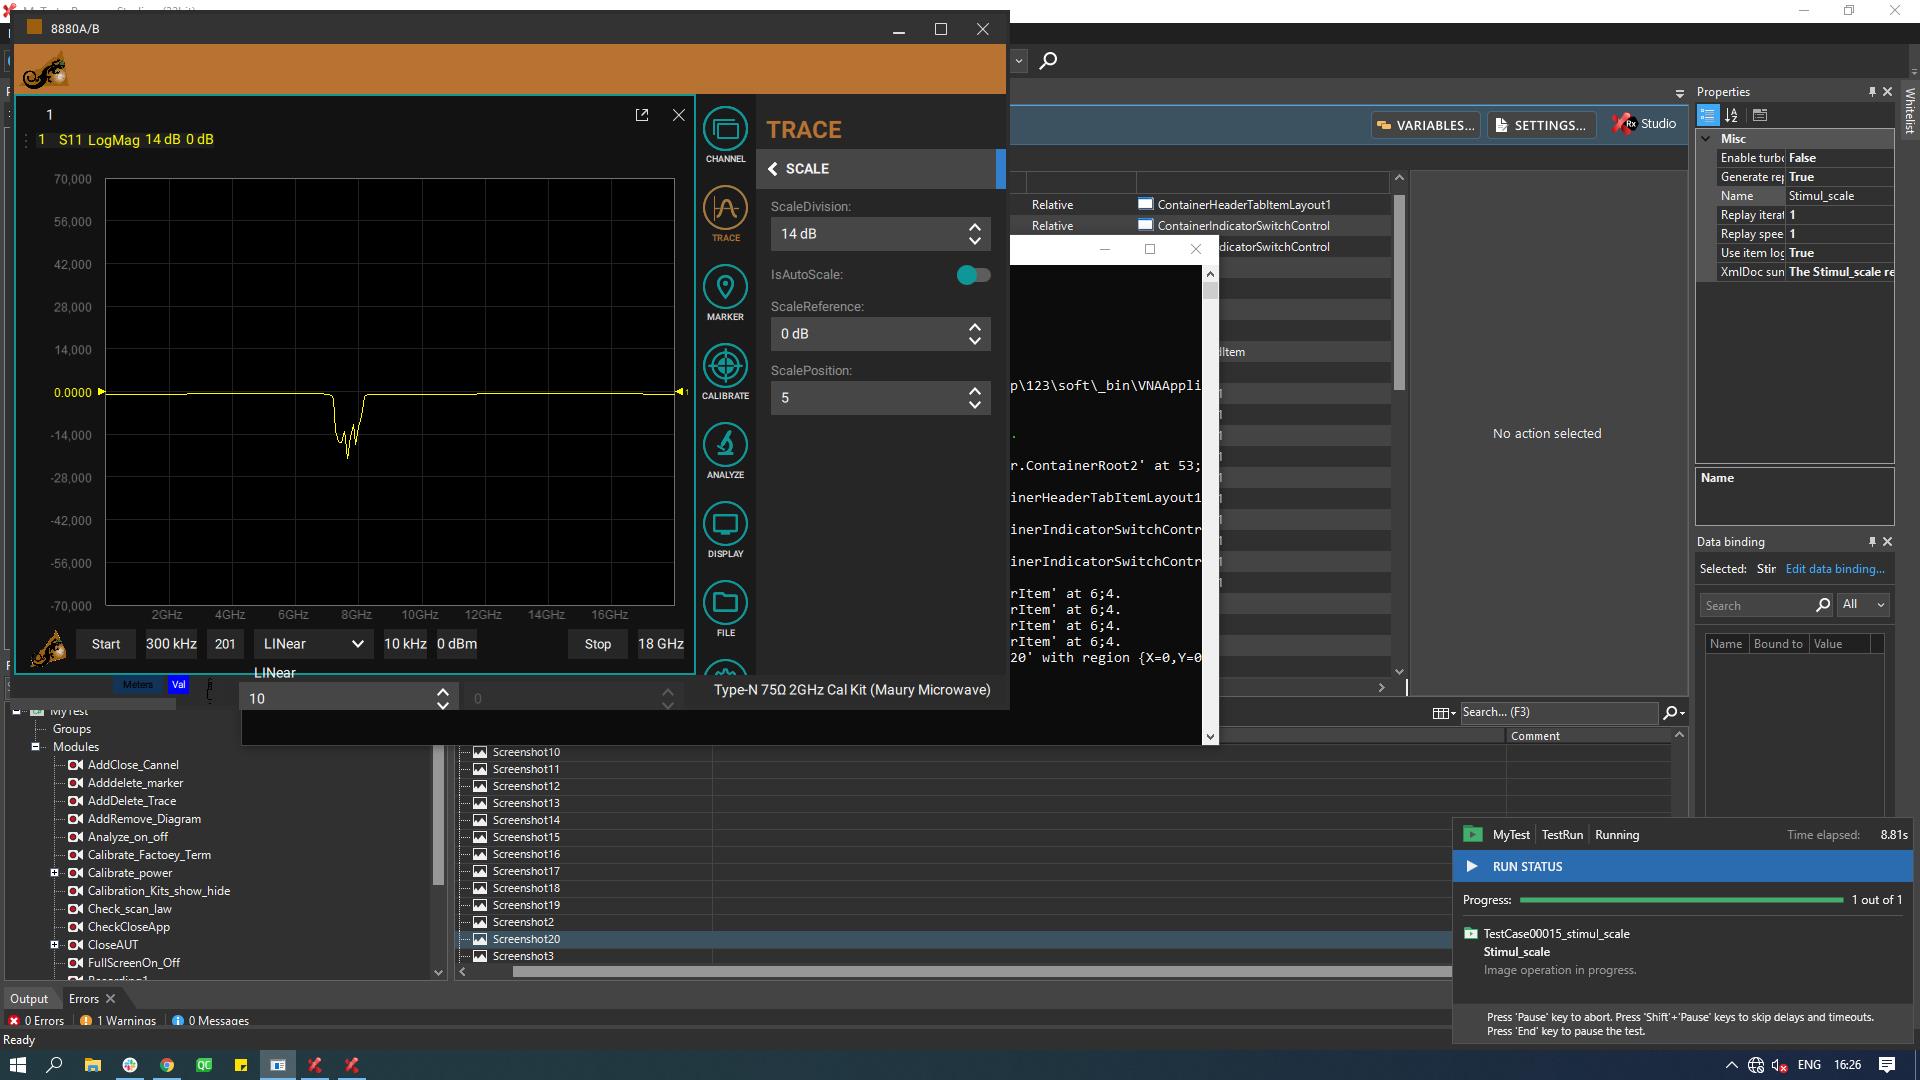 8880A/B
1
1 S11 LogMag 14 dB 0 dB
70,000
56,000
42,000
28,000
14,000
0.0000
1
-14,000
-28,000
-42,000
-56,000
-70,000
2GHz 4GHz 6GHz 8GHz 10GHz 12GHz 14GHz 16GHz
Start 300 kHz 201 LINear 10 kHz 0 dBm Stop 18 GHz
LINear
Meters Val
10 0
Type-N 75Ω 2GHz Cal Kit (Maury Microwave)
CHANNEL
TRACE
MARKER
CALIBRATE
ANALYZE
DISPLAY
FILE
TRACE
SCALE
ScaleDivision:
14 dB
IsAutoScale:
ScaleReference:
0 dB
ScalePosition:
5
VARIABLES...
SETTINGS...
Rx Studio
Relative ContainerHeaderTabItemLayout1
Relative ContainerIndicatorSwitchControl
dicatorSwitchControl
dItem
p\123\soft\_bin\VNAAppli
.
r.ContainerRoot2' at 53;
inerHeaderTabItemLayout1
inerIndicatorSwitchContr
inerIndicatorSwitchContr
rItem' at 6;4.
rItem' at 6;4.
rItem' at 6;4.
rItem' at 6;4.
20' with region {X=0,Y=0
No action selected
Properties
Whitelist
Misc
Enable turbo False
Generate rep True
Name Stimul_scale
Replay iterat 1
Replay spee 1
Use item log True
XmlDoc sum The Stimul_scale re
Name
Data binding
Selected: Stir Edit data binding...
Search All
Name Bound to Value
MyTest
Groups
Modules
AddClose_Cannel
Adddelete_marker
AddDelete_Trace
AddRemove_Diagram
Analyze_on_off
Calibrate_Factoey_Term
Calibrate_power
Calibration_Kits_show_hide
Check_scan_law
CheckCloseApp
CloseAUT
FullScreenOn_Off
Search... (F3)
Comment
Screenshot10
Screenshot11
Screenshot12
Screenshot13
Screenshot14
Screenshot15
Screenshot16
Screenshot17
Screenshot18
Screenshot19
Screenshot2
Screenshot20
Screenshot3
MyTest TestRun Running Time elapsed: 8.81s
RUN STATUS
Progress: 1 out of 1
TestCase00015_stimul_scale
Stimul_scale
Image operation in progress.
Press 'Pause' key to abort. Press 'Shift'+'Pause' keys to skip delays and timeouts.
Press 'End' key to pause the test.
Output Errors
0 Errors 1 Warnings 0 Messages
Ready
QC
ENG 16:26